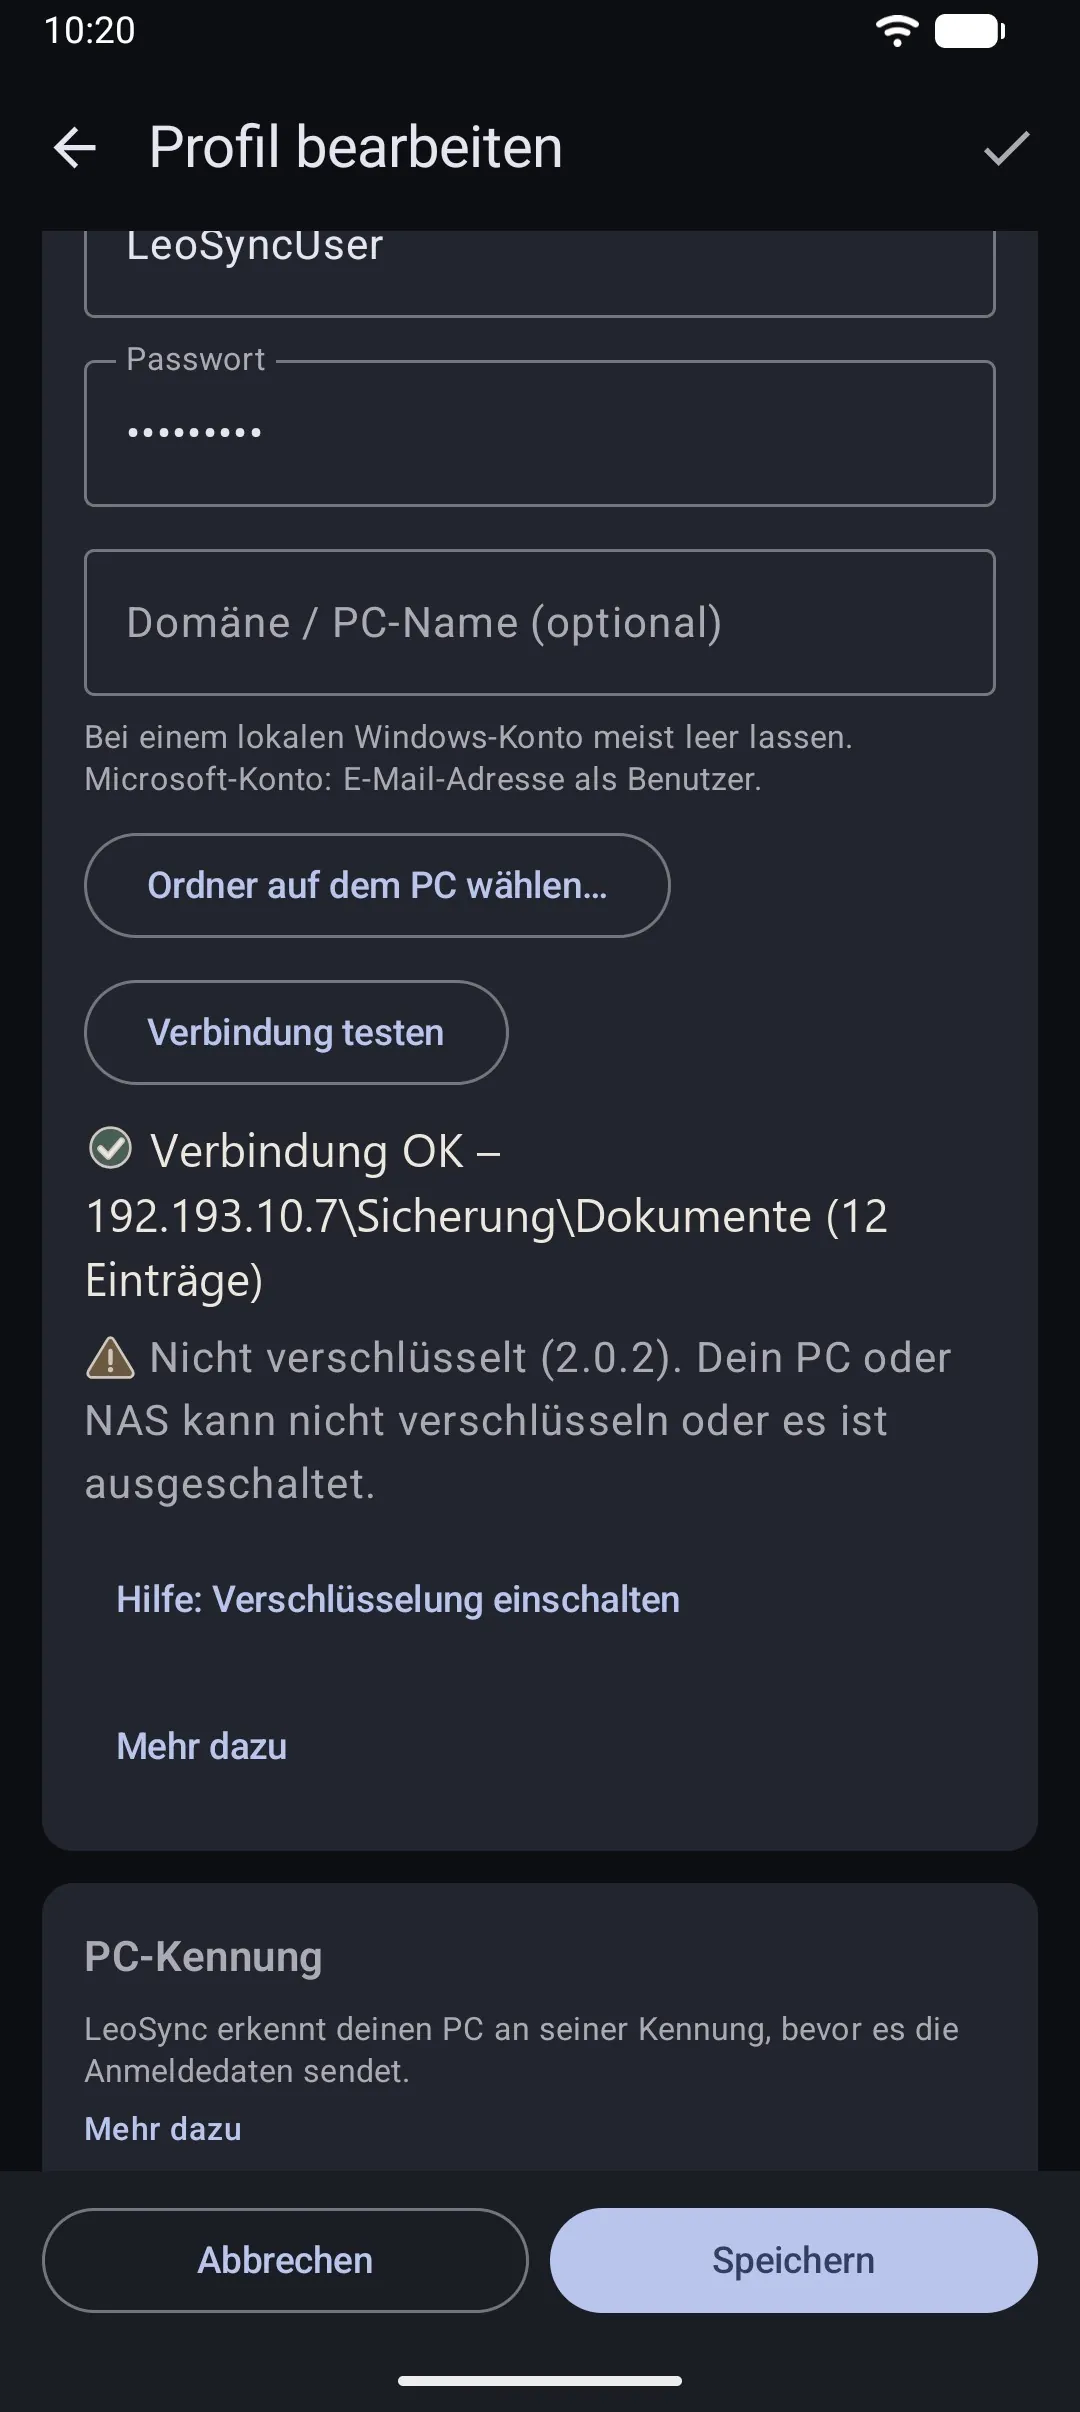 10:20
Profil bearbeiten
LeoSyncUser
Passwort
•••••••••
Domäne / PC-Name (optional)
Bei einem lokalen Windows-Konto meist leer lassen.
Microsoft-Konto: E-Mail-Adresse als Benutzer.
Ordner auf dem PC wählen...
Verbindung testen
✅ Verbindung OK –
192.193.10.7\Sicherung\Dokumente (12
Einträge)
⚠️ Nicht verschlüsselt (2.0.2). Dein PC oder
NAS kann nicht verschlüsseln oder es ist
ausgeschaltet.
Hilfe: Verschlüsselung einschalten
Mehr dazu
PC-Kennung
LeoSync erkennt deinen PC an seiner Kennung, bevor es die
Anmeldedaten sendet.
Mehr dazu
Abbrechen
Speichern